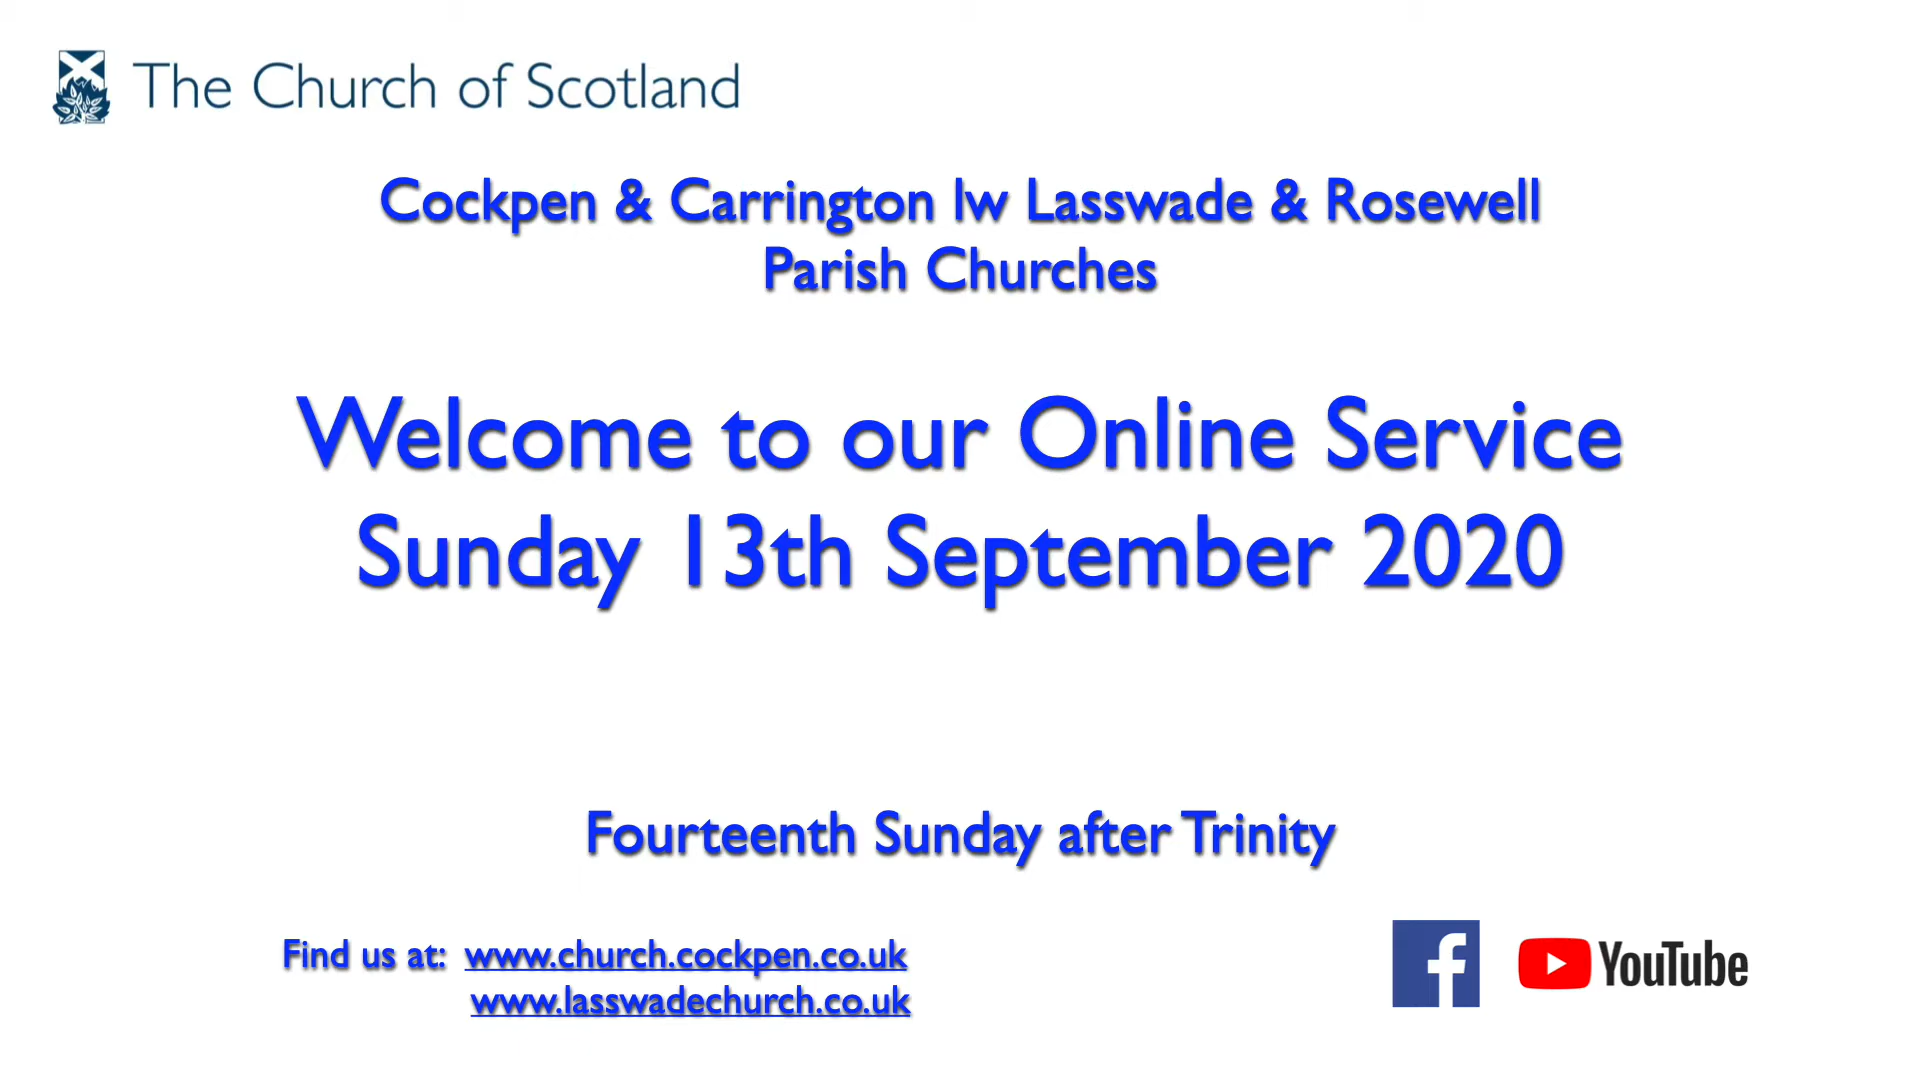 The Church of Scotland
Cockpen & Carrington lw Lasswade & Rosewell
Parish Churches
Welcome to our Online Service
Sunday 13th September 2020
Fourteenth Sunday after Trinity
Find us at: www.church.cockpen.co.uk
www.lasswadechurch.co.uk
f YouTube